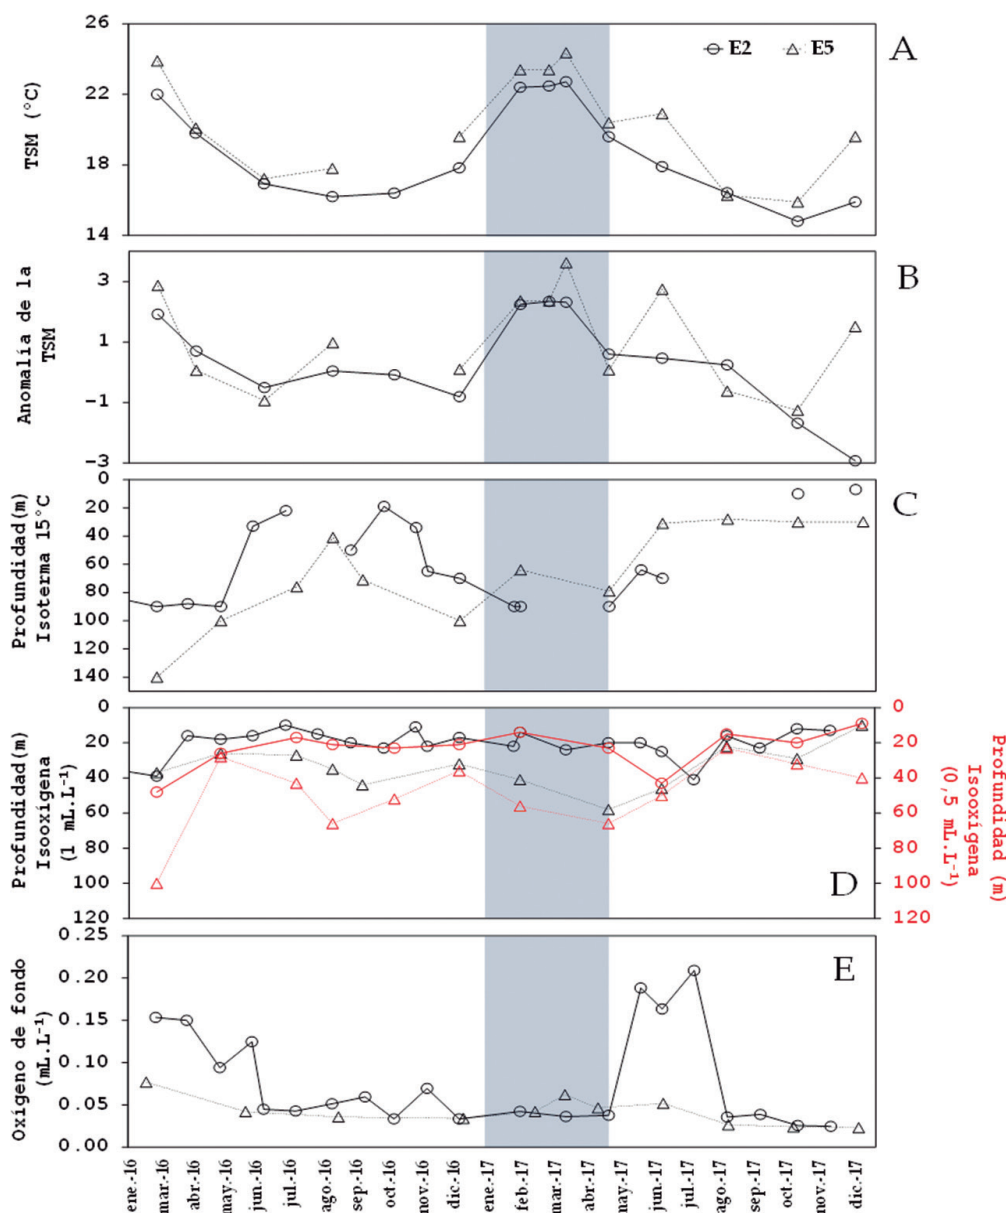 E2 E5
A
TSM (°C)
26
22
18
14
B
Anomalía de la
TSM
3
1
-1
-3
C
Profundidad(m)
Isoterma 15°C
0
20
40
60
80
100
120
140
D
Profundidad(m)
Isooxígena
(1 mL.L⁻¹)
0
20
40
60
80
100
120
0
20
40
60
80
100
120
Profundidad (m)
Isooxígena
(0,5 mL.L⁻¹)
E
Oxígeno de fondo
(mL.L⁻¹)
0.25
0.20
0.15
0.10
0.05
0.00
ene.-16
mar.-16
abr.-16
may.-16
jun.-16
jul.-16
ago.-16
sep.-16
oct.-16
nov.-16
dic.-16
ene.-17
feb.-17
mar.-17
abr.-17
may.-17
jun.-17
ago.-17
sep.-17
oct.-17
nov.-17
dic.-17